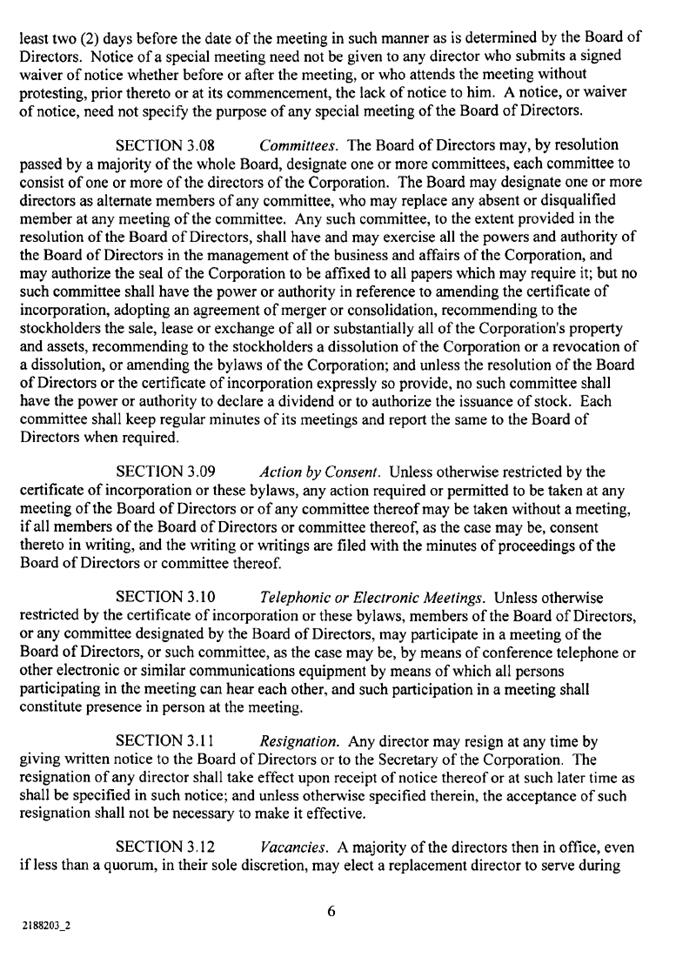 least two (2) days before the date of the meeting in such manner as is determined by the Board of
Directors. Notice of a special meeting need not be given to any director who submits a signed
waiver of notice whether before or after the meeting, or who attends the meeting without
protesting, prior thereto or at its commencement, the lack of notice to him. A notice, or waiver
of notice, need not specify the purpose of any special meeting of the Board of Directors.
SECTION 3.08 Committees. The Board of Directors may, by resolution
passed by a majority of the whole Board, designate one or more committees, each committee to
consist of one or more of the directors of the Corporation. The Board may designate one or more
directors as alternate members of any committee, who may replace any absent or disqualified
member at any meeting of the committee. Any such committee, to the extent provided in the
resolution of the Board of Directors, shall have and may exercise all the powers and authority of
the Board of Directors in the management of the business and affairs of the Corporation, and
may authorize the seal of the Corporation to be affixed to all papers which may require it; but no
such committee shall have the power or authority in reference to amending the certificate of
incorporation, adopting an agreement of merger or consolidation, recommending to the
stockholders the sale, lease or exchange of all or substantially all of the Corporation's property
and assets, recommending to the stockholders a dissolution of the Corporation or a revocation of
a dissolution, or amending the bylaws of the Corporation; and unless the resolution of the Board
of Directors or the certificate of incorporation expressly so provide, no such committee shall
have the power or authority to declare a dividend or to authorize the issuance of stock. Each
committee shall keep regular minutes of its meetings and report the same to the Board of
Directors when required.
SECTION 3.09 Action by Consent. Unless otherwise restricted by the
certificate of incorporation or these bylaws, any action required or permitted to be taken at any
meeting of the Board of Directors or of any committee thereof may be taken without a meeting,
if all members of the Board of Directors or committee thereof, as the case may be, consent
thereto in writing, and the writing or writings are filed with the minutes of proceedings of the
Board of Directors or committee thereof.
SECTION 3.10 Telephonic or Electronic Meetings. Unless otherwise
restricted by the certificate of incorporation or these bylaws, members of the Board of Directors,
or any committee designated by the Board of Directors, may participate in a meeting of the
Board of Directors, or such committee, as the case may be, by means of conference telephone or
other electronic or similar communications equipment by means of which all persons
participating in the meeting can hear each other, and such participation in a meeting shall
constitute presence in person at the meeting.
SECTION 3.11 Resignation. Any director may resign at any time by
giving written notice to the Board of Directors or to the Secretary of the Corporation. The
resignation of any director shall take effect upon receipt of notice thereof or at such later time as
shall be specified in such notice; and unless otherwise specified therein, the acceptance of such
resignation shall not be necessary to make it effective.
SECTION 3.12 Vacancies. A majority of the directors then in office, even
if less than a quorum, in their sole discretion, may elect a replacement director to serve during
6
2188203_2